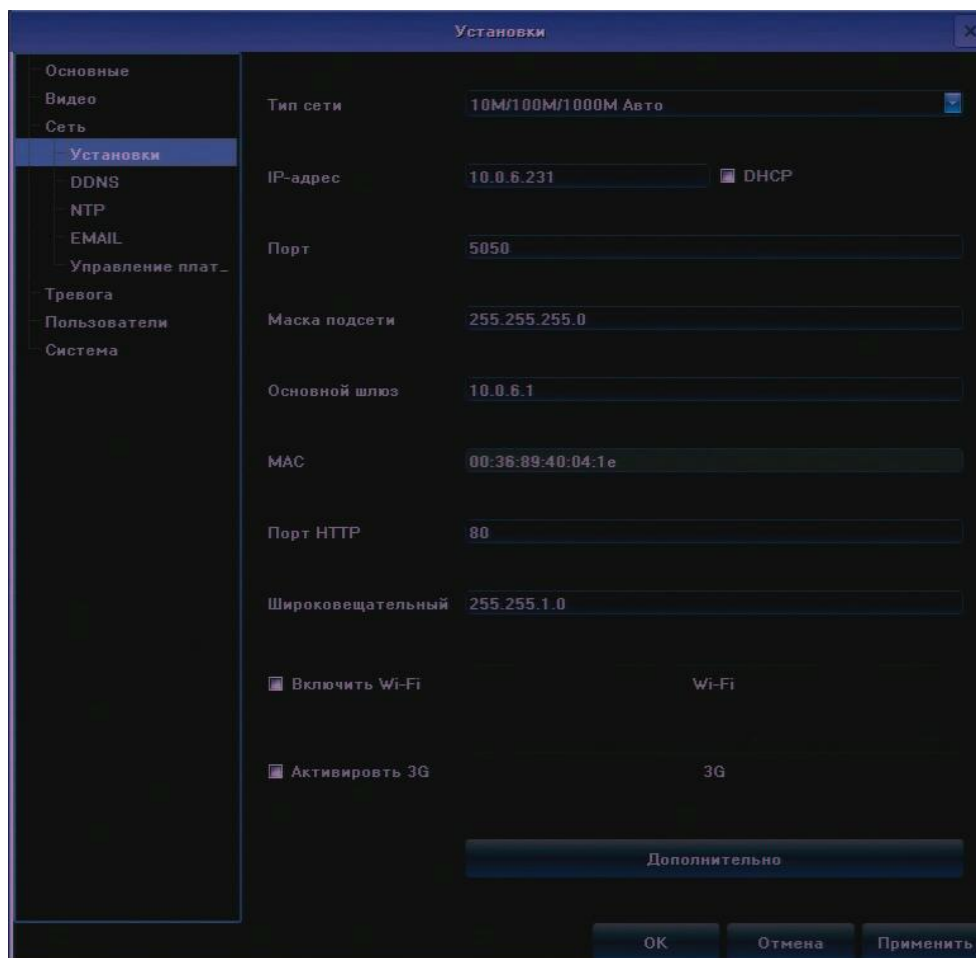 Установки
Основные
Видео
Сеть
Установки
DDNS
NTP
EMAIL
Управление плат_
Тревога
Пользователи
Система
Тип сети 10M/100M/1000M Авто
IP-адрес 10.0.6.231 DHCP
Порт 5050
Маска подсети 255.255.255.0
Основной шлюз 10.0.6.1
MAC 00:36:89:40:04:1e
Порт HTTP 80
Широковещательный 255.255.1.0
Включить Wi-Fi Wi-Fi
Активировть 3G 3G
Дополнительно
OK Отмена Применить